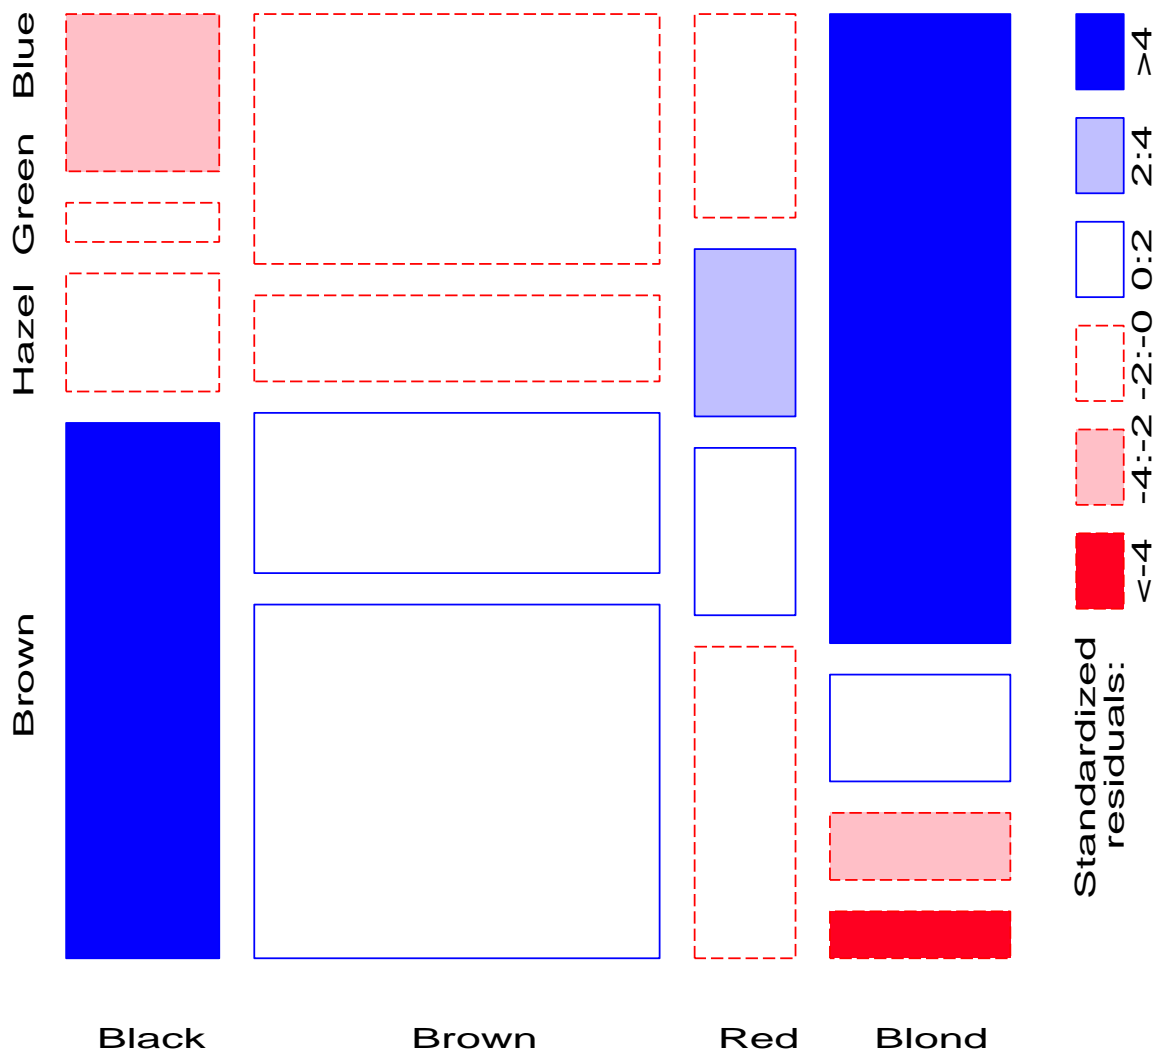 Blue
Green
Hazel
Brown
Black
Brown
Red
Blond
>4
2:4
0:2
-2:-0
-4:-2
<-4
Standardized
residuals: